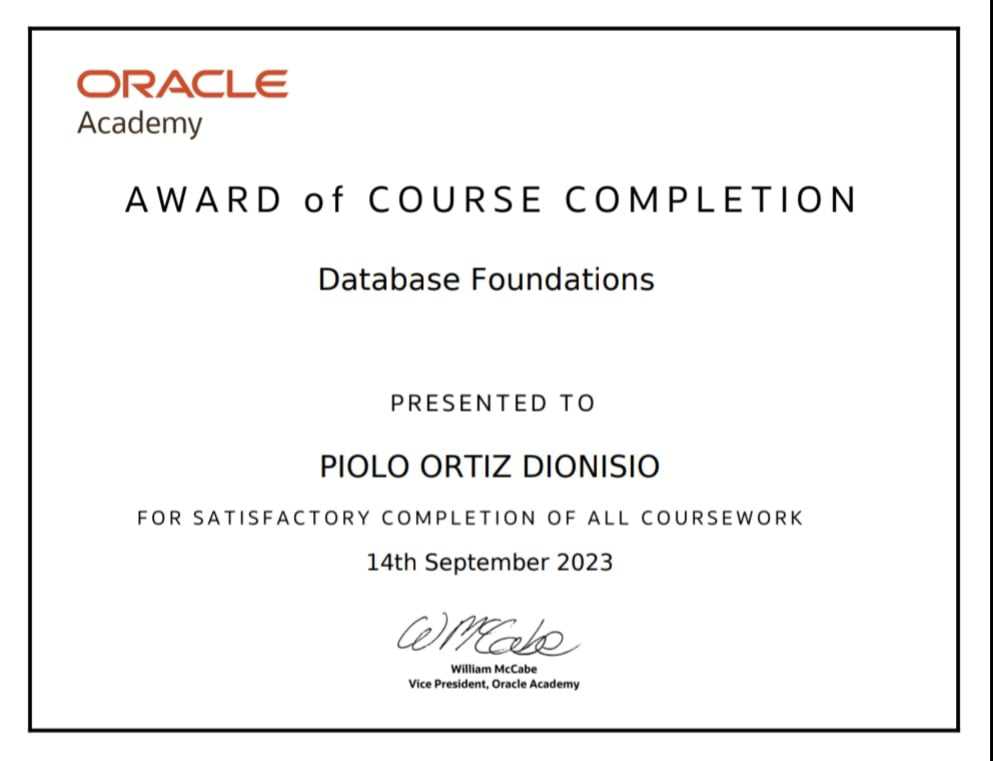 ORACLE
Academy
AWARD of COURSE COMPLETION
Database Foundations
PRESENTED TO
PIOLO ORTIZ DIONISIO
FOR SATISFACTORY COMPLETION OF ALL COURSEWORK
14th September 2023
W McCabe
William McCabe
Vice President, Oracle Academy